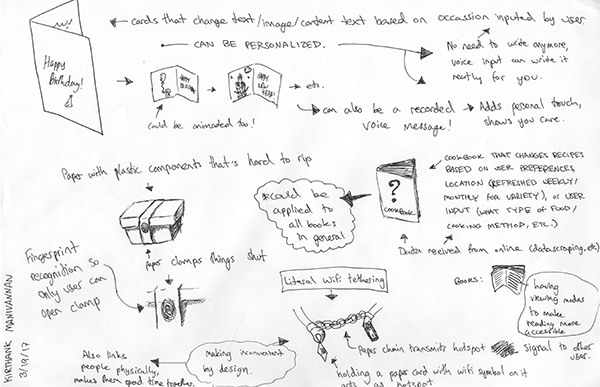 cards that change text/image/content text based on occassion inputed by user
CAN BE PERSONALIZED.
Happy
Birthday!
No need to write anymore,
voice input can write it
neatly for you.
HAPPY
HAPPY
NEW
YEAR!
etc.
could be animated too!
can also be a recorded
voice message!
Adds personal touch,
shows you care.
Paper with plastic components that's hard to rip
*could be
applied to
all books
in general
?
COOKBOOK
COOKBOOK THAT CHANGES RECIPES
BASED ON USER PREFERENCES,
LOCATION (REFRESHED WEEKLY/
MONTHLY FOR VARIETY), or USER
INPUT (WHAT TYPE OF FOOD/
COOKING METHOD, ETC.)
Data received from online (datascraping, etc)
Fingerprint
recognition so
only user can
open clamp
Paper clamps things shut
Literal Wifi tethering
Books:
having
viewing modes
to make
reading more
accessible
Paper chain transmits hotspot signal to other
users.
Also links
people physically,
makes them spend time together.
making inconvenient
by design.
holding a paper card with wifi symbol on it
acts as hotspot
KIRTHANK MANIVANNAN